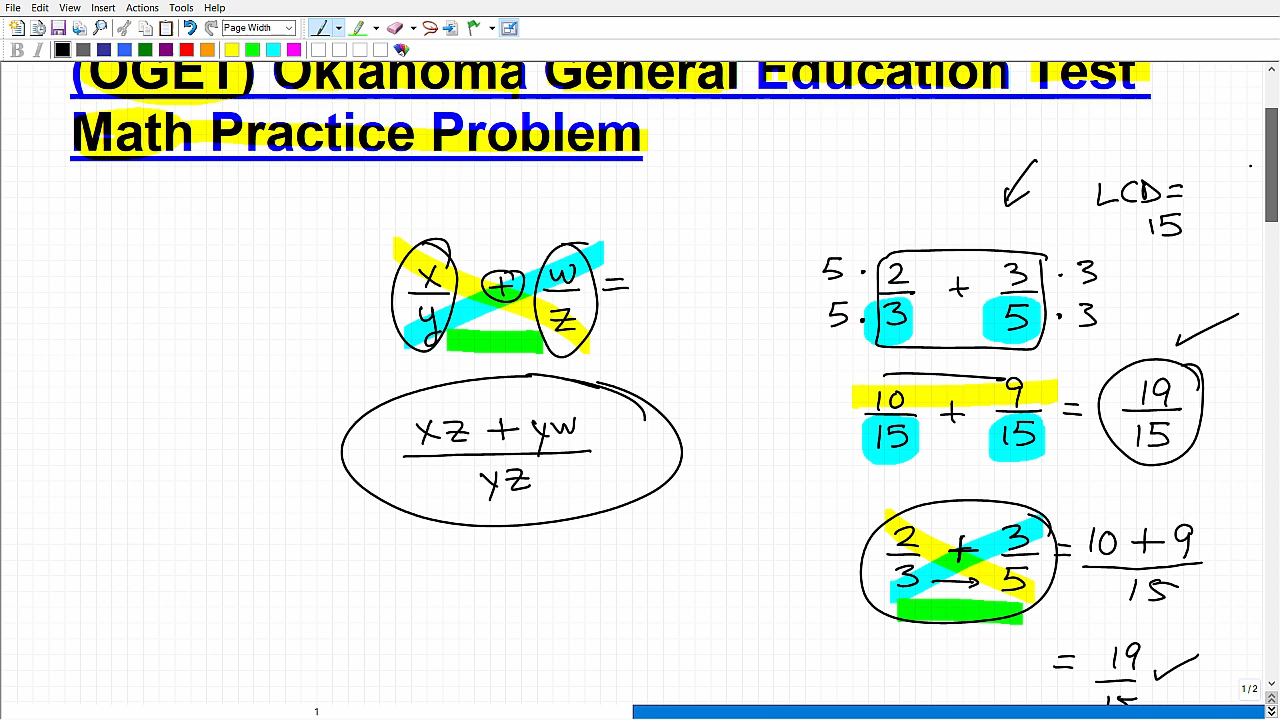 File Edit View Insert Actions Tools Help
Page Width
B I
(OGET) Oklahoma General Education Test
Math Practice Problem
x/y + w/z =
xz + yw
yz
LCD =
15
5 · 2/3 + 3/5 · 3
5 · 3
10/15 + 9/15 = 19/15
2/3 + 3/5 = 10 + 9
15
= 19/15
1/2
1